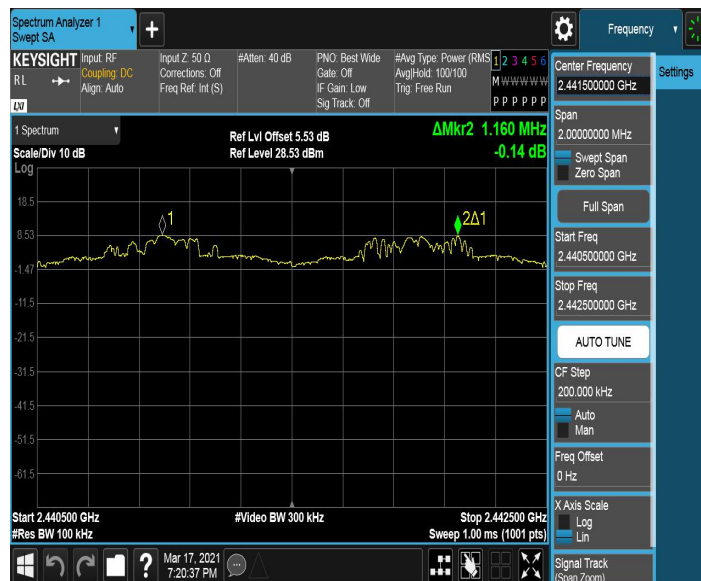 Spectrum Analyzer 1
Swept SA
+
Frequency
KEYSIGHT
RL
LXI
Input: RF
Coupling: DC
Align: Auto
Input Z: 50 Ω
Corrections: Off
Freq Ref: Int (S)
#Atten: 40 dB
PNO: Best Wide
Gate: Off
IF Gain: Low
Sig Track: Off
#Avg Type: Power (RMS
Avg|Hold: 100/100
Trig: Free Run
1 2 3 4 5 6
M W W W W W
P P P P P P
1 Spectrum
Scale/Div 10 dB
Log
Ref Lvl Offset 5.53 dB
Ref Level 28.53 dBm
ΔMkr2 1.160 MHz
-0.14 dB
18.5
8.53
-1.47
-11.5
-21.5
-31.5
-41.5
-51.5
-61.5
1
2Δ1
Start 2.440500 GHz
#Res BW 100 kHz
#Video BW 300 kHz
Stop 2.442500 GHz
Sweep 1.00 ms (1001 pts)
Mar 17, 2021
7:20:37 PM
?
Center Frequency
2.441500000 GHz
Settings
Span
2.00000000 MHz
Swept Span
Zero Span
Full Span
Start Freq
2.440500000 GHz
Stop Freq
2.442500000 GHz
AUTO TUNE
CF Step
200.000 kHz
Auto
Man
Freq Offset
0 Hz
X Axis Scale
Log
Lin
Signal Track
(Span Zoom)